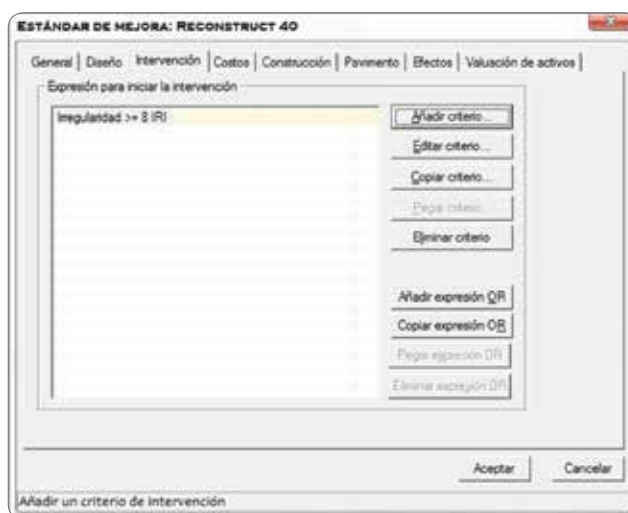 ESTÁNDAR DE MEJORA: RECONSTRUCT 40
General | Diseño | Intervención | Costos | Construcción | Pavimento | Efectos | Valuación de activos |
Expresión para iniciar la intervención
Irregularidad >= 8 IRI
Añadir criterio...
Editar criterio...
Copiar criterio...
Pegar criterio...
Eliminar criterio
Añadir expresión OR
Copiar expresión OR
Pegar expresión OR
Eliminar expresión OR
Aceptar
Cancelar
Añadir un criterio de intervención